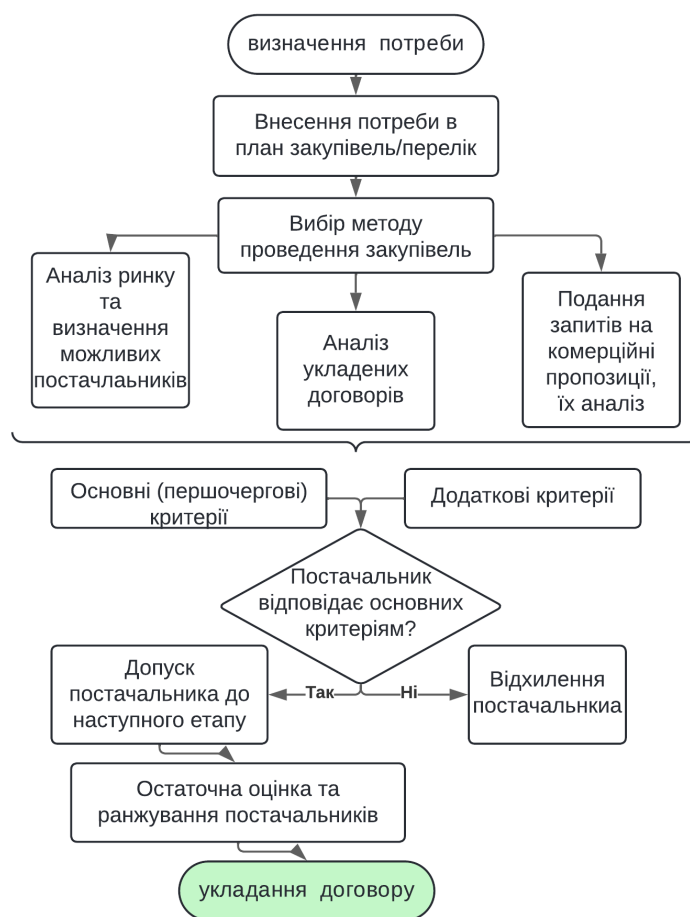 визначення потреби
Внесення потреби в
план закупівель/перелік
Вибір методу
проведення закупівель
Аналіз ринку
та
визначення
можливих
постачлаьників
Аналіз
укладених
договорів
Подання
запитів на
комерційні
пропозиції,
їх аналіз
Основні (першочергові)
критерії
Додаткові критерії
Постачальник
відповідає основних
критеріям?
Так
Ні
Допуск
постачальника до
наступного етапу
Відхилення
постачальнкиа
Остаточна оцінка та
ранжування постачальників
укладання договору